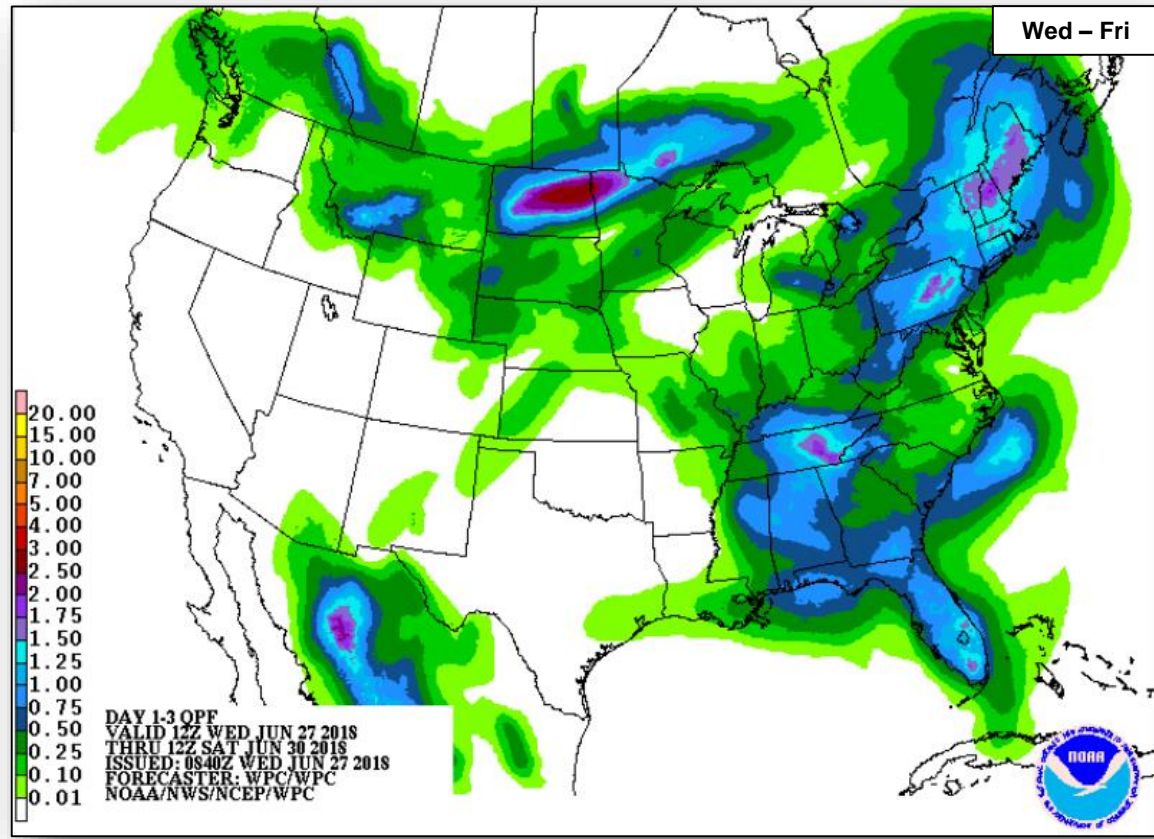 Wed – Fri
20.00
15.00
10.00
7.00
5.00
4.00
3.00
2.50
2.00
1.75
1.50
1.25
1.00
0.75
0.50
0.25
0.10
0.01
DAY 1-3 QPF
VALID 12Z WED JUN 27 2018
THRU 12Z SAT JUN 30 2018
ISSUED: 0840Z WED JUN 27 2018
FORECASTER: WPC/WPC
NOAA/NWS/NCEP/WPC
NOAA